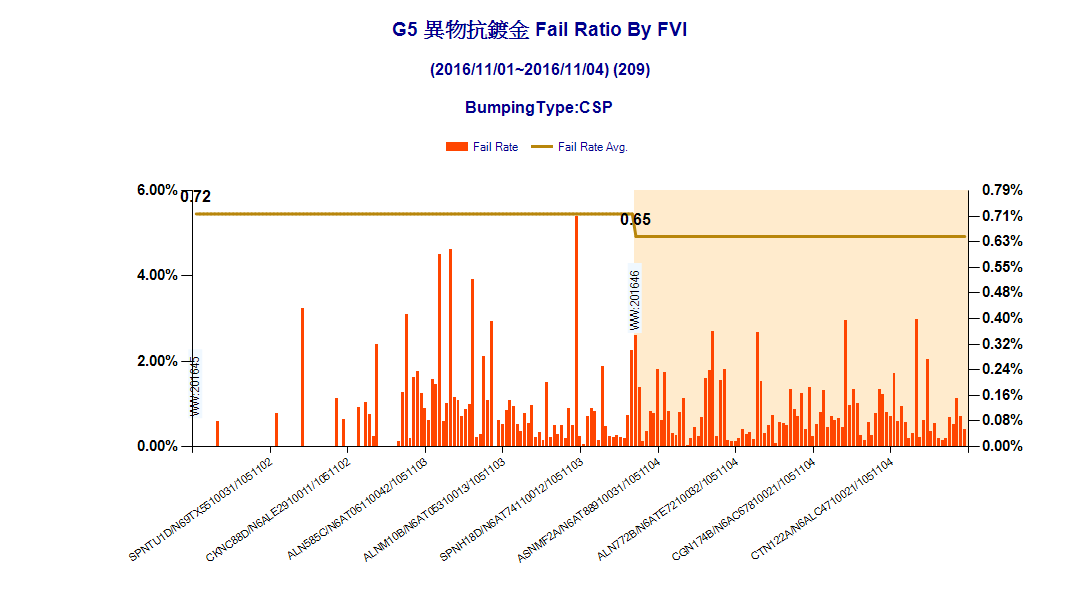 G5 異物抗鍍金 Fail Ratio By FVI
(2016/11/01~2016/11/04) (209)
BumpingType:CSP
Fail Rate
Fail Rate Avg.
6.00%
4.00%
2.00%
0.00%
0.72
0.65
WW:201645
WW:201646
0.79%
0.71%
0.63%
0.55%
0.48%
0.40%
0.32%
0.24%
0.16%
0.08%
0.00%
SPNTU1D/N69TX5510031/1051102
CKNC88D/N6ALE2910011/1051102
ALN585C/N6AT06110042/1051103
ALNM10B/N6AT05310013/1051103
SPNH18D/N6AT74110012/1051103
ASNMF2A/N6AT88910031/1051104
ALN772B/N6ATE7210032/1051104
CGN174B/N6AC67810021/1051104
CTN122A/N6ALC4710021/1051104